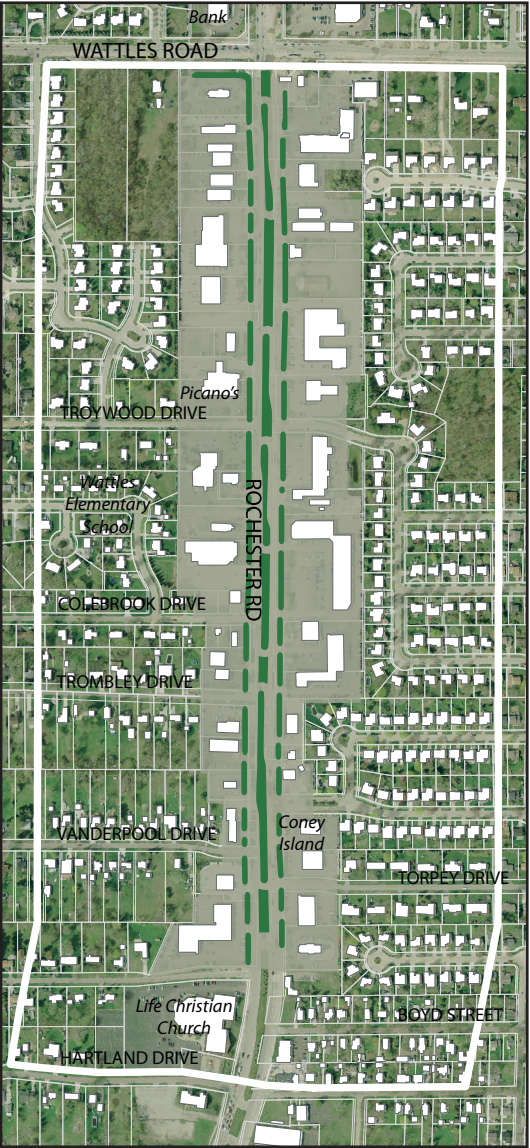 Bank
WATTLES ROAD
Picano's
TROYWOOD DRIVE
Wattles
Elementary
School
ROCHESTER RD
COLEBROOK DRIVE
TROMBLEY DRIVE
Coney
Island
VANDERPOOL DRIVE
TORPEY DRIVE
Life Christian
Church
BOYD STREET
HARTLAND DRIVE